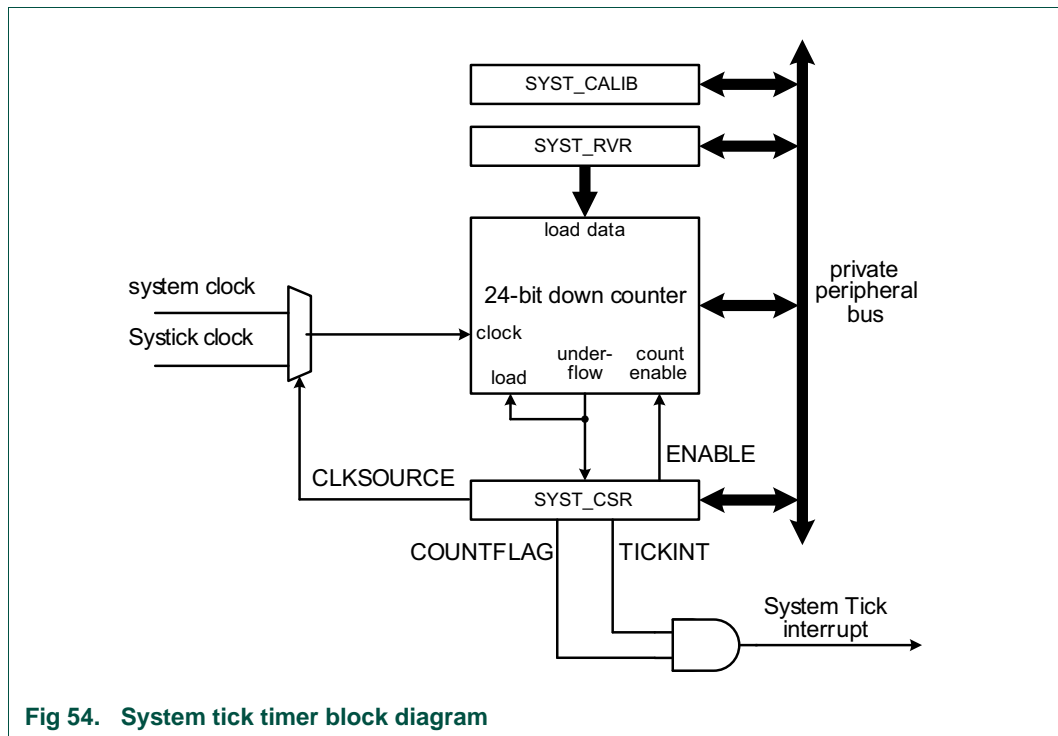 SYST_CALIB
SYST_RVR
load data
system clock
24-bit down counter
private
peripheral
bus
Systick clock
clock
under-
flow
count
enable
load
ENABLE
CLKSOURCE
SYST_CSR
COUNTFLAG
TICKINT
System Tick
interrupt
Fig 54. System tick timer block diagram